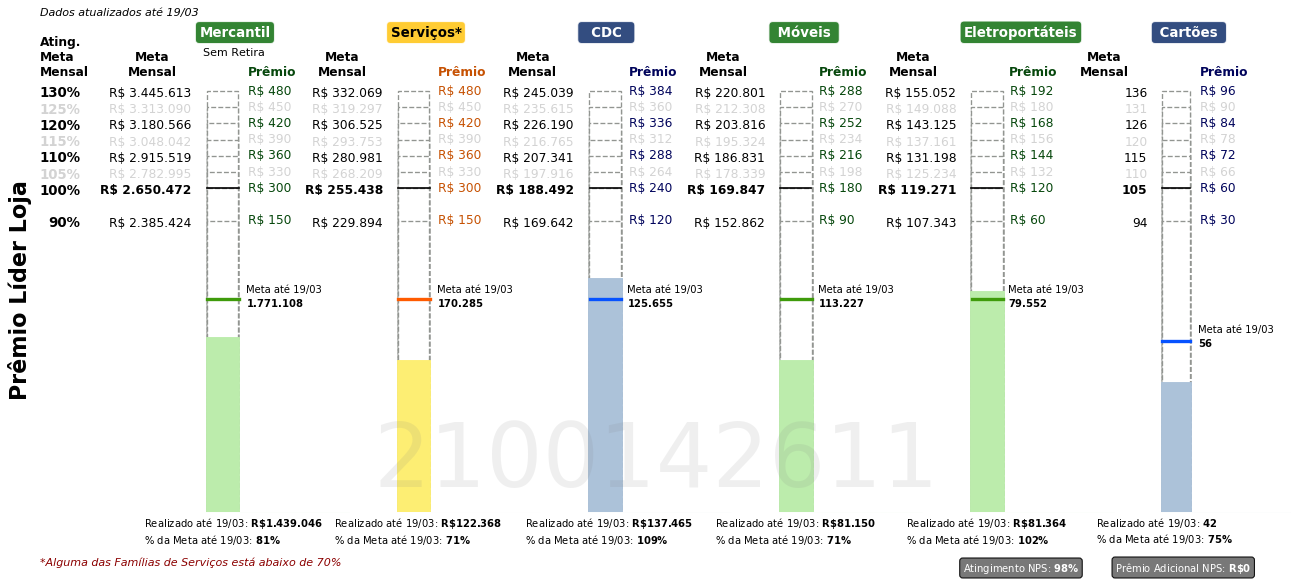 Dados atualizados até 19/03
Mercantil Serviços* CDC Móveis Eletroportáteis Cartões
Sem Retira
Ating. Meta Mensal Meta Mensal Prêmio Meta Mensal Prêmio Meta Mensal Prêmio Meta Mensal Prêmio Meta Mensal Prêmio Meta Mensal Prêmio
130% R$ 3.445.613 R$ 480 R$ 332.069 R$ 480 R$ 245.039 R$ 384 R$ 220.801 R$ 288 R$ 155.052 R$ 192 136 R$ 96
125% R$ 3.313.090 R$ 450 R$ 319.297 R$ 450 R$ 235.615 R$ 360 R$ 212.308 R$ 270 R$ 149.088 R$ 180 131 R$ 90
120% R$ 3.180.566 R$ 420 R$ 306.525 R$ 420 R$ 226.190 R$ 336 R$ 203.816 R$ 252 R$ 143.125 R$ 168 126 R$ 84
115% R$ 3.048.042 R$ 390 R$ 293.753 R$ 390 R$ 216.765 R$ 312 R$ 195.324 R$ 234 R$ 137.161 R$ 156 120 R$ 78
110% R$ 2.915.519 R$ 360 R$ 280.981 R$ 360 R$ 207.341 R$ 288 R$ 186.831 R$ 216 R$ 131.198 R$ 144 115 R$ 72
105% R$ 2.782.995 R$ 330 R$ 268.209 R$ 330 R$ 197.916 R$ 264 R$ 178.339 R$ 198 R$ 125.234 R$ 132 110 R$ 66
100% R$ 2.650.472 R$ 300 R$ 255.438 R$ 300 R$ 188.492 R$ 240 R$ 169.847 R$ 180 R$ 119.271 R$ 120 105 R$ 60
90% R$ 2.385.424 R$ 150 R$ 229.894 R$ 150 R$ 169.642 R$ 120 R$ 152.862 R$ 90 R$ 107.343 R$ 60 94 R$ 30
Prêmio Líder Loja
Meta até 19/03 Meta até 19/03 Meta até 19/03 Meta até 19/03 Meta até 19/03
1.771.108 170.285 125.655 113.227 79.552
Meta até 19/03
56
2100142611
Realizado até 19/03: R$1.439.046 Realizado até 19/03: R$122.368 Realizado até 19/03: R$137.465 Realizado até 19/03: R$81.150 Realizado até 19/03: R$81.364 Realizado até 19/03: 42
% da Meta até 19/03: 81% % da Meta até 19/03: 71% % da Meta até 19/03: 109% % da Meta até 19/03: 71% % da Meta até 19/03: 102% % da Meta até 19/03: 75%
*Alguma das Famílias de Serviços está abaixo de 70%
Atingimento NPS: 98% Prêmio Adicional NPS: R$0